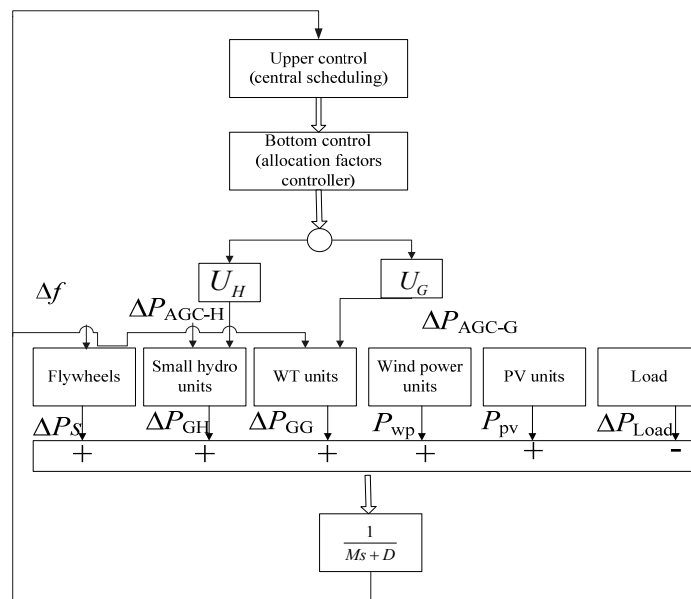 Upper control
(central scheduling)
Bottom control
(allocation factors
controller)
U_H
U_G
Δf
ΔP_AGC-H
ΔP_AGC-G
Flywheels
Small hydro
units
WT units
Wind power
units
PV units
Load
ΔPs
ΔP_GH
ΔP_GG
P_wp
P_pv
ΔP_Load
+ + + + + -
1
Ms + D